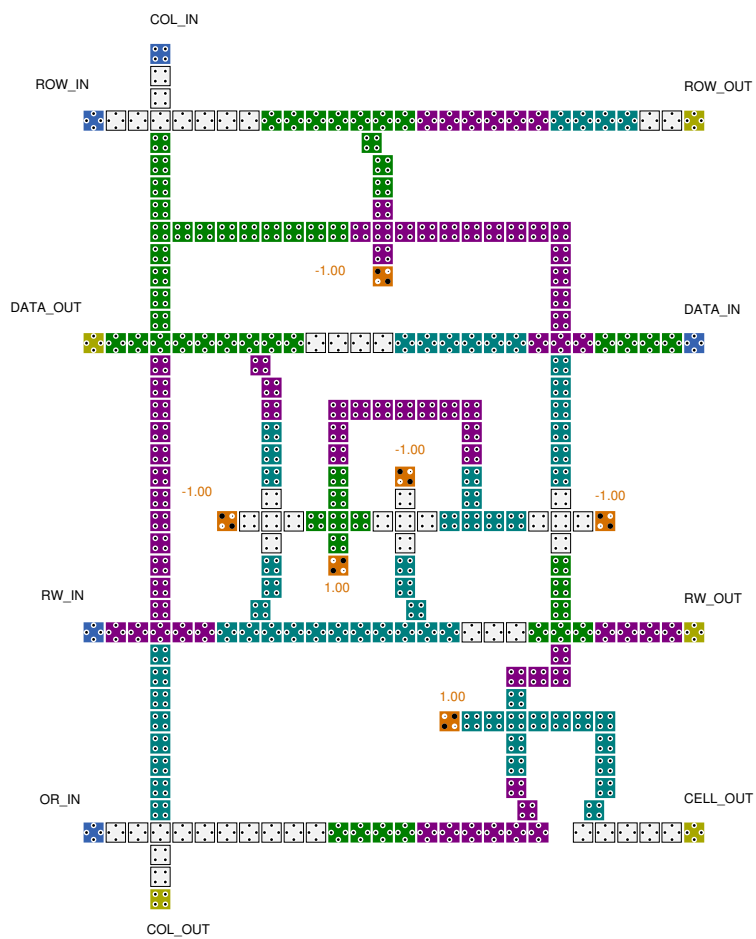 COL_IN
ROW_IN
ROW_OUT
-1.00
DATA_OUT
DATA_IN
-1.00
-1.00
-1.00
1.00
RW_IN
RW_OUT
1.00
OR_IN
CELL_OUT
COL_OUT